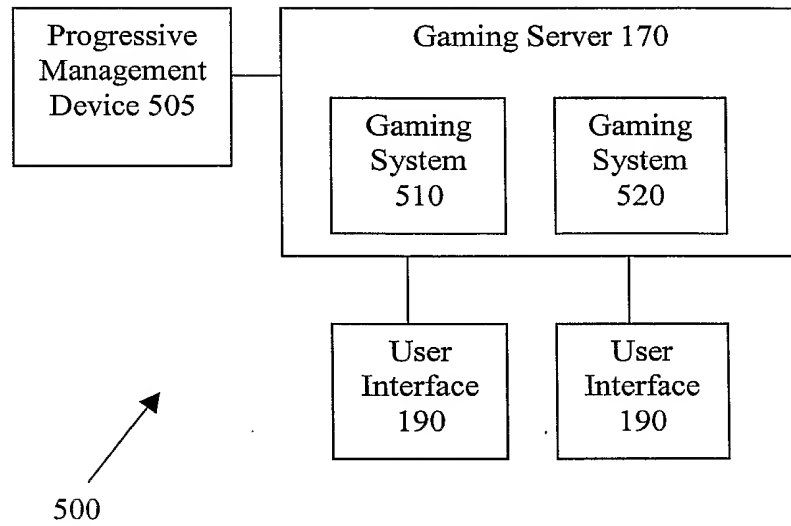 Progressive
Management
Device 505
Gaming Server 170
Gaming
System
510
Gaming
System
520
User
Interface
190
User
Interface
190
500